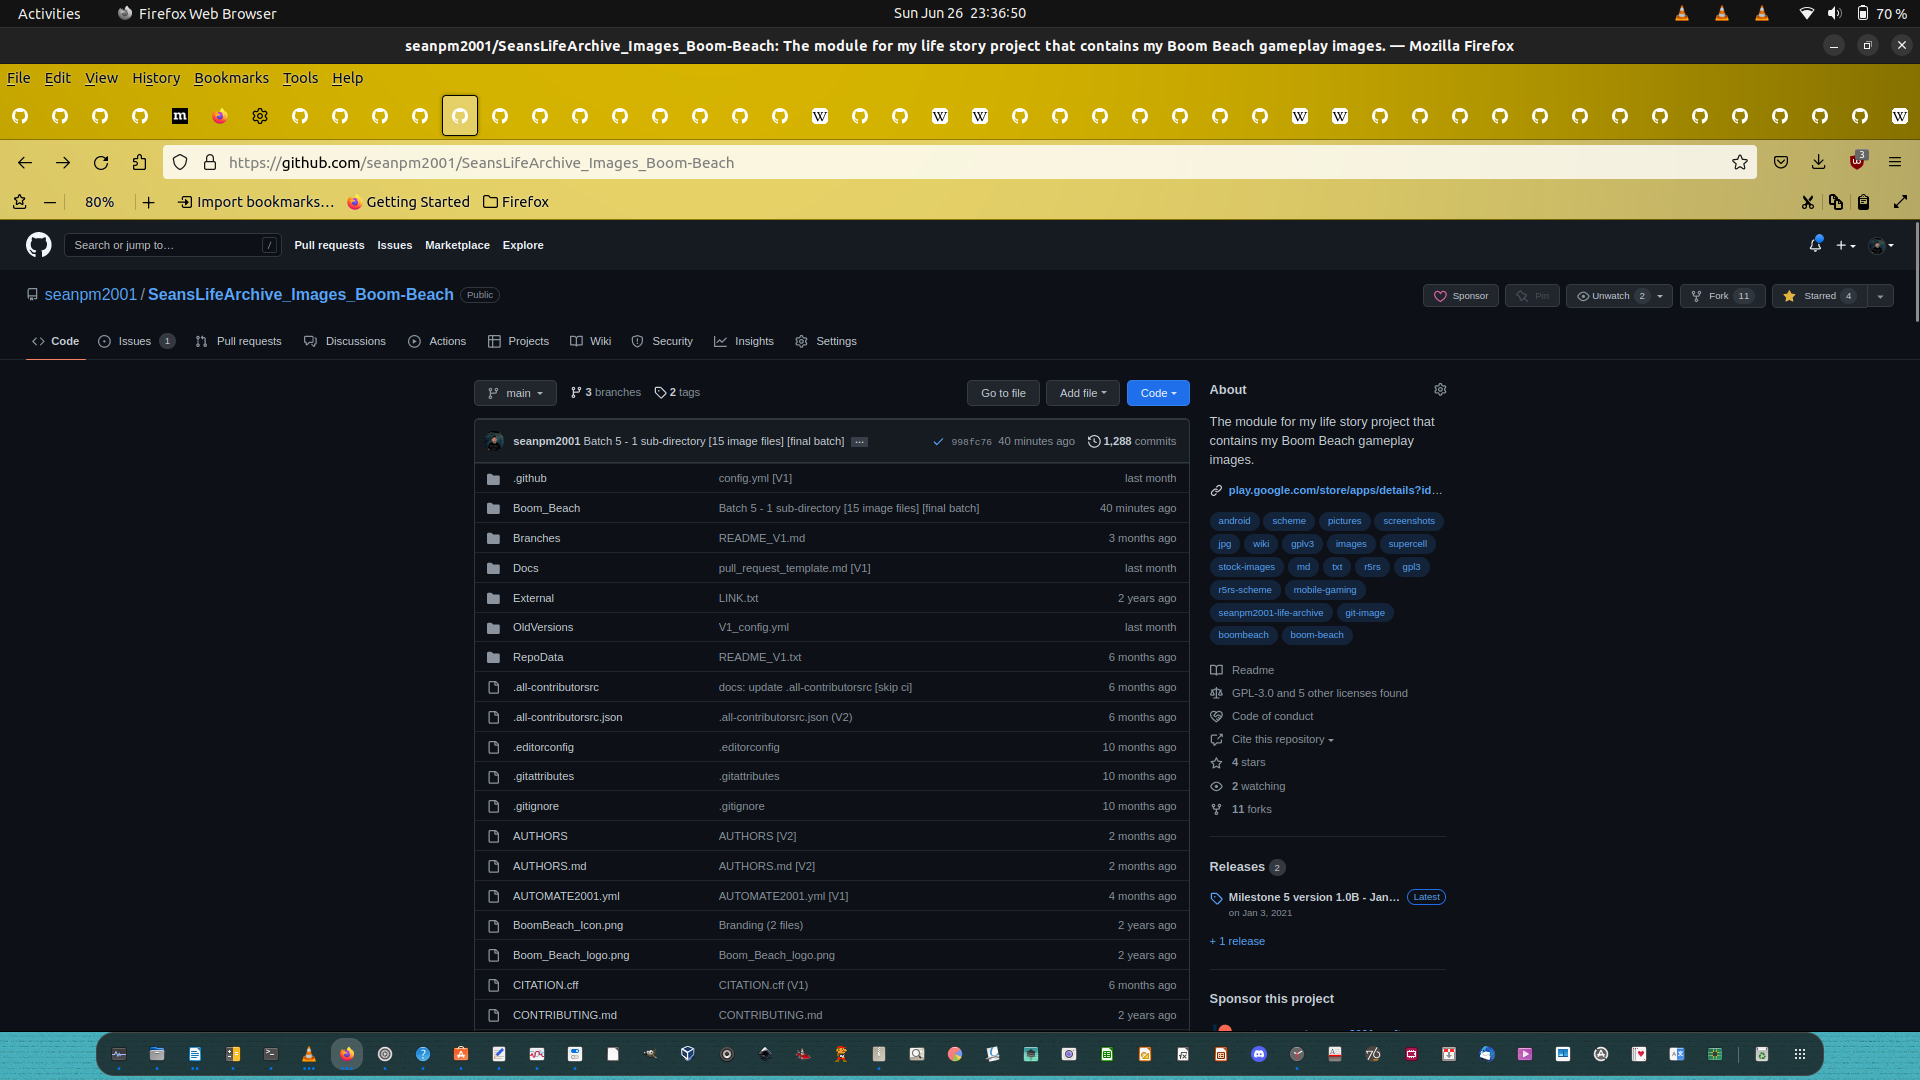 Activities
Firefox Web Browser
Sun Jun 26 23:36:50
70 %
seanpm2001/SeansLifeArchive_Images_Boom-Beach: The module for my life story project that contains my Boom Beach gameplay images. — Mozilla Firefox
File Edit View History Bookmarks Tools Help
https://github.com/seanpm2001/SeansLifeArchive_Images_Boom-Beach
3
80%
Import bookmarks...
Getting Started
Firefox
Search or jump to...
/
Pull requests
Issues
Marketplace
Explore
seanpm2001 / SeansLifeArchive_Images_Boom-Beach
Public
Sponsor
Pin
Unwatch 2
Fork 11
Starred 4
Code
Issues 1
Pull requests
Discussions
Actions
Projects
Wiki
Security
Insights
Settings
main
3 branches
2 tags
Go to file
Add file
Code
seanpm2001 Batch 5 - 1 sub-directory [15 image files] [final batch] ...
998fc76 40 minutes ago
1,288 commits
.github config.yml [V1] last month
Boom_Beach Batch 5 - 1 sub-directory [15 image files] [final batch] 40 minutes ago
Branches README_V1.md 3 months ago
Docs pull_request_template.md [V1] last month
External LINK.txt 2 years ago
OldVersions V1_config.yml last month
RepoData README_V1.txt 6 months ago
.all-contributorsrc docs: update .all-contributorsrc [skip ci] 6 months ago
.all-contributorsrc.json .all-contributorsrc.json (V2) 6 months ago
.editorconfig .editorconfig 10 months ago
.gitattributes .gitattributes 10 months ago
.gitignore .gitignore 10 months ago
AUTHORS AUTHORS [V2] 2 months ago
AUTHORS.md AUTHORS.md [V2] 2 months ago
AUTOMATE2001.yml AUTOMATE2001.yml [V1] 4 months ago
BoomBeach_Icon.png Branding (2 files) 2 years ago
Boom_Beach_logo.png Boom_Beach_logo.png 2 years ago
CITATION.cff CITATION.cff (V1) 6 months ago
CONTRIBUTING.md CONTRIBUTING.md 2 years ago
About
The module for my life story project that
contains my Boom Beach gameplay
images.
play.google.com/store/apps/details?id...
android scheme pictures screenshots
jpg wiki gplv3 images supercell
stock-images md txt r5rs gpl3
r5rs-scheme mobile-gaming
seanpm2001-life-archive git-image
boombeach boom-beach
Readme
GPL-3.0 and 5 other licenses found
Code of conduct
Cite this repository
4 stars
2 watching
11 forks
Releases 2
Milestone 5 version 1.0B - Jan... Latest
on Jan 3, 2021
+ 1 release
Sponsor this project